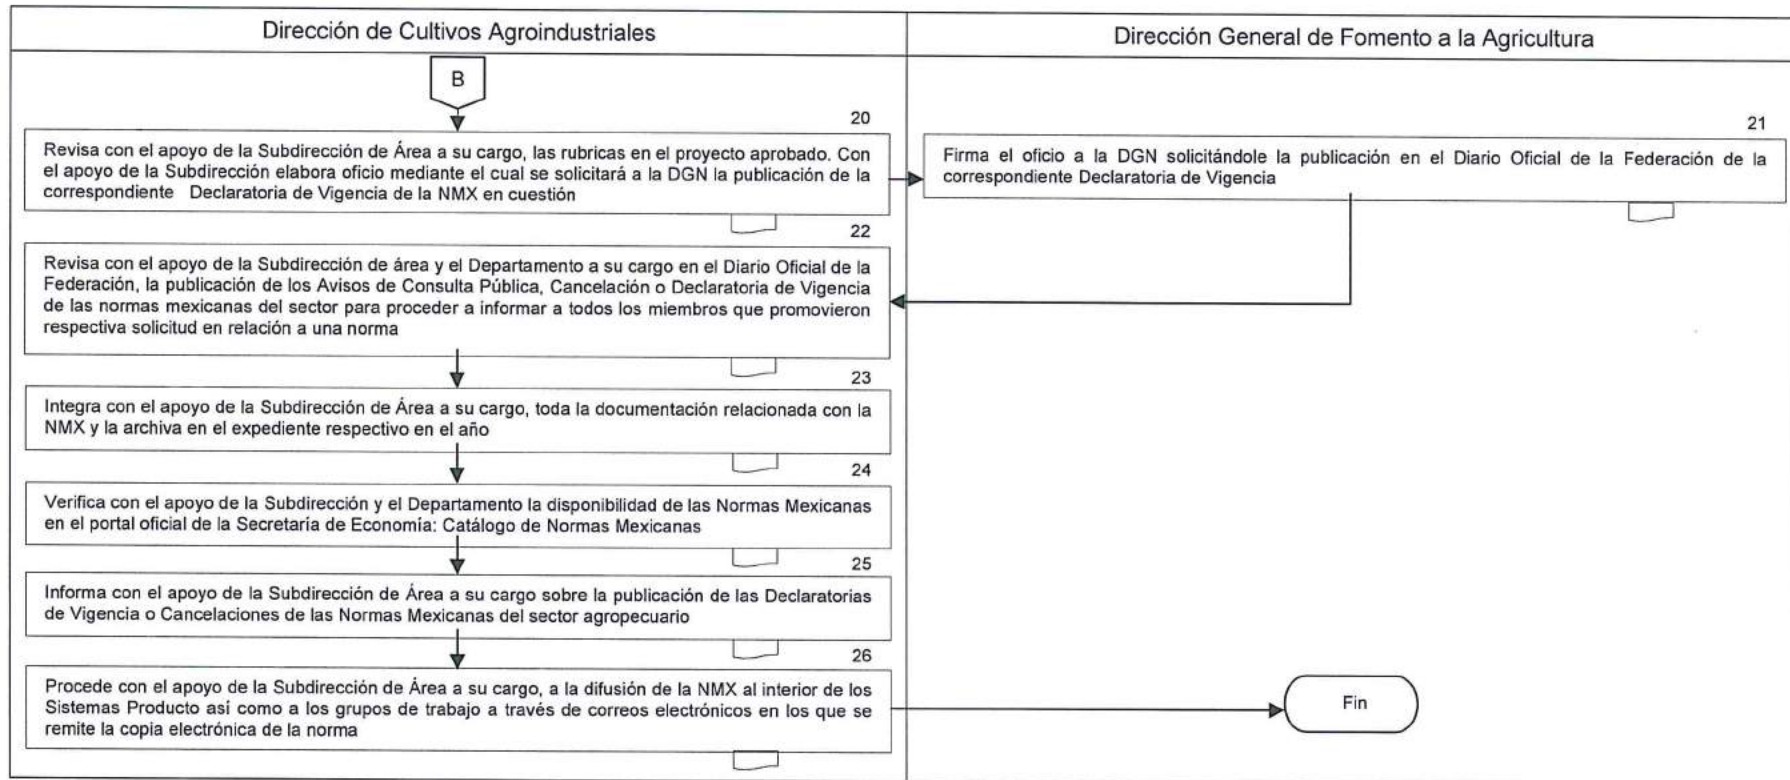 Dirección de Cultivos Agroindustriales
Dirección General de Fomento a la Agricultura
B
20
Revisa con el apoyo de la Subdirección de Área a su cargo, las rubricas en el proyecto aprobado. Con
el apoyo de la Subdirección elabora oficio mediante el cual se solicitará a la DGN la publicación de la
correspondiente Declaratoria de Vigencia de la NMX en cuestión
21
Firma el oficio a la DGN solicitándole la publicación en el Diario Oficial de la Federación de la
correspondiente Declaratoria de Vigencia
22
Revisa con el apoyo de la Subdirección de área y el Departamento a su cargo en el Diario Oficial de la
Federación, la publicación de los Avisos de Consulta Pública, Cancelación o Declaratoria de Vigencia
de las normas mexicanas del sector para proceder a informar a todos los miembros que promovieron
respectiva solicitud en relación a una norma
23
Integra con el apoyo de la Subdirección de Área a su cargo, toda la documentación relacionada con la
NMX y la archiva en el expediente respectivo en el año
24
Verifica con el apoyo de la Subdirección y el Departamento la disponibilidad de las Normas Mexicanas
en el portal oficial de la Secretaría de Economía: Catálogo de Normas Mexicanas
25
Informa con el apoyo de la Subdirección de Área a su cargo sobre la publicación de las Declaratorias
de Vigencia o Cancelaciones de las Normas Mexicanas del sector agropecuario
26
Procede con el apoyo de la Subdirección de Área a su cargo, a la difusión de la NMX al interior de los
Sistemas Producto así como a los grupos de trabajo a través de correos electrónicos en los que se
remite la copia electrónica de la norma
Fin